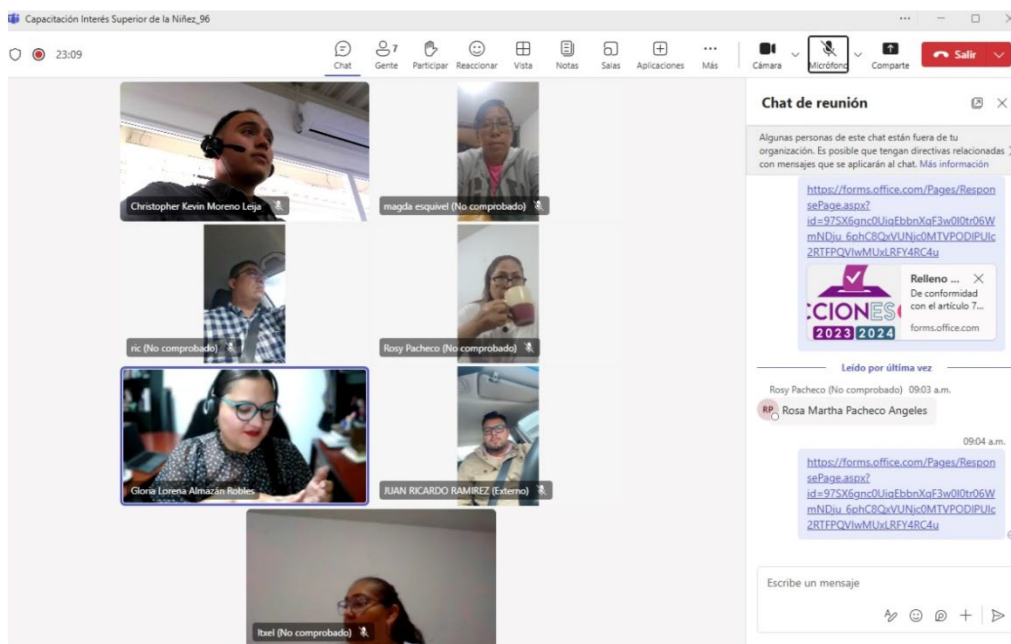 Capacitación Interés Superior de la Niñez_96
23:09
7
Chat
Gente
Participar
Reaccionar
Vista
Notas
Salas
Aplicaciones
Más
Cámara
Micrófono
Comparte
Salir
Christopher Kevin Moreno Leija
magda esquivel (No comprobado)
ric (No comprobado)
Rosy Pacheco (No comprobado)
Gloria Lorena Almazán Robles
JUAN RICARDO RAMIREZ (Externo)
Itxel (No comprobado)
Chat de reunión
Algunas personas de este chat están fuera de tu
organización. Es posible que tengan directivas relacionadas
con mensajes que se aplicarán al chat. Más información
https://forms.office.com/Pages/Respon
sePage.aspx?
id=97SX6gnc0UiqEbbnXqF3w0I0tr06W
mNDju_6phC8QxVUNjc0MTVPODlPUlc
2RTFPQVIwMUxLRFY4RC4u
CCIONES
2023 2024
Relleno ...
De conformidad
con el artículo 7...
forms.office.com
Leído por última vez
Rosy Pacheco (No comprobado) 09:03 a.m.
RP
Rosa Martha Pacheco Angeles
09:04 a.m.
https://forms.office.com/Pages/Respon
sePage.aspx?
id=97SX6gnc0UiqEbbnXqF3w0I0tr06W
mNDju_6phC8QxVUNjc0MTVPODlPUlc
2RTFPQVIwMUxLRFY4RC4u
Escribe un mensaje